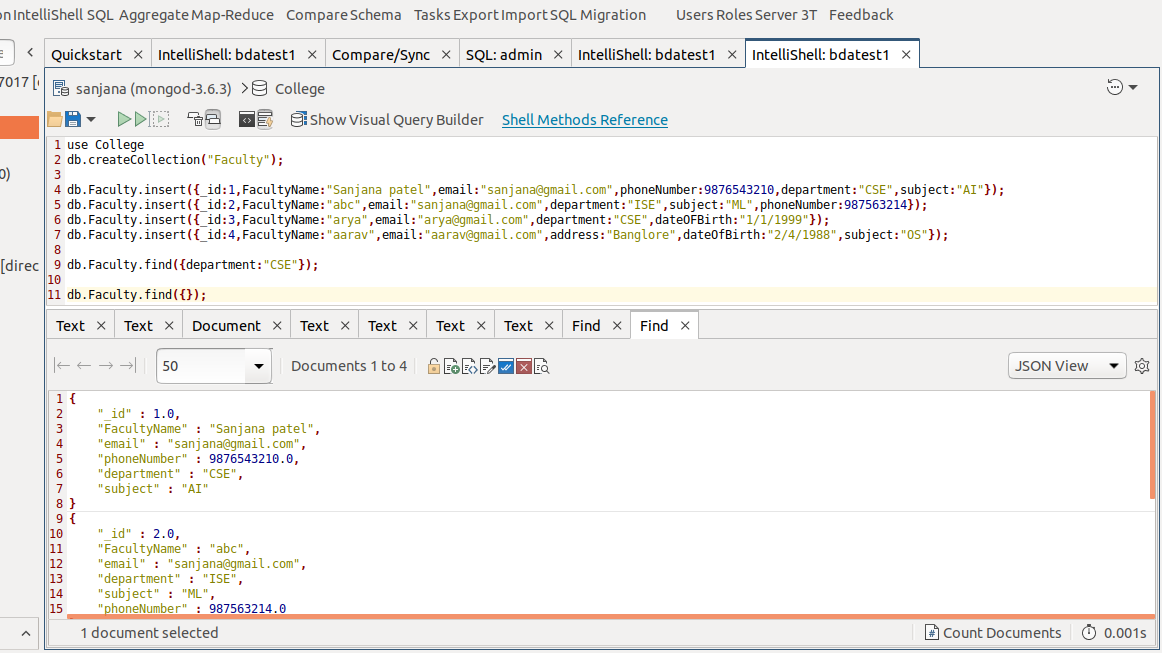 on IntelliShell SQL Aggregate Map-Reduce Compare Schema Tasks Export Import SQL Migration Users Roles Server 3T Feedback
Quickstart × IntelliShell: bdatest1 × Compare/Sync × SQL: admin × IntelliShell: bdatest1 × IntelliShell: bdatest1 ×
7017 [d
sanjana (mongod-3.6.3) > College
Show Visual Query Builder Shell Methods Reference
1 use College
2 db.createCollection("Faculty");
3
0)
4 db.Faculty.insert({_id:1,FacultyName:"Sanjana patel",email:"sanjana@gmail.com",phoneNumber:9876543210,department:"CSE",subject:"AI"});
5 db.Faculty.insert({_id:2,FacultyName:"abc",email:"sanjana@gmail.com",department:"ISE",subject:"ML",phoneNumber:987563214});
6 db.Faculty.insert({_id:3,FacultyName:"arya",email:"arya@gmail.com",department:"CSE",dateOFBirth:"1/1/1999"});
7 db.Faculty.insert({_id:4,FacultyName:"aarav",email:"aarav@gmail.com",address:"Banglore",dateOfBirth:"2/4/1988",subject:"OS"});
8
[direc
9 db.Faculty.find({department:"CSE"});
10
11 db.Faculty.find({});
Text × Text × Document × Text × Text × Text × Text × Find × Find ×
50 Documents 1 to 4 JSON View
1 {
2 "_id" : 1.0,
3 "FacultyName" : "Sanjana patel",
4 "email" : "sanjana@gmail.com",
5 "phoneNumber" : 9876543210.0,
6 "department" : "CSE",
7 "subject" : "AI"
8 }
9 {
10 "_id" : 2.0,
11 "FacultyName" : "abc",
12 "email" : "sanjana@gmail.com",
13 "department" : "ISE",
14 "subject" : "ML",
15 "phoneNumber" : 987563214.0
1 document selected Count Documents 0.001s